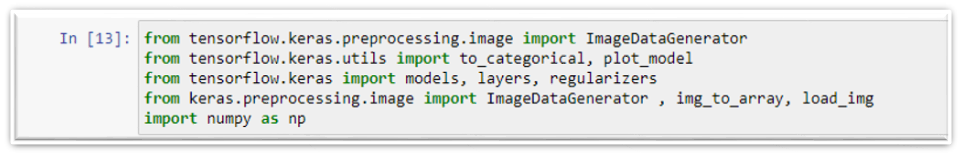 In [13]: from tensorflow.keras.preprocessing.image import ImageDataGenerator
from tensorflow.keras.utils import to_categorical, plot_model
from tensorflow.keras import models, layers, regularizers
from keras.preprocessing.image import ImageDataGenerator , img_to_array, load_img
import numpy as np